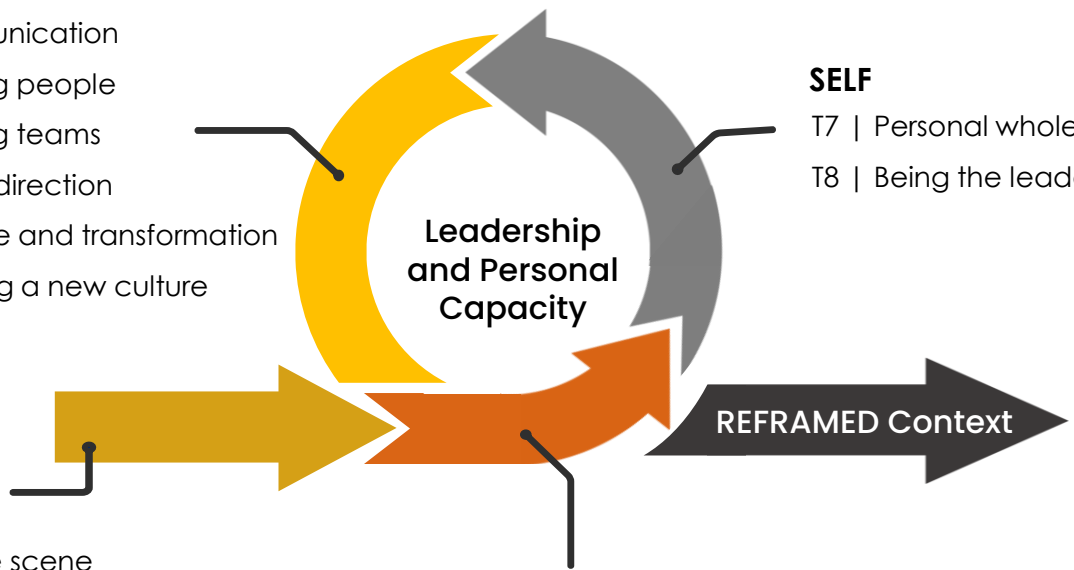 unication
g people
g teams
direction
e and transformation
g a new culture
SELF
T7 | Personal whole
T8 | Being the lead
Leadership
and Personal
Capacity
REFRAMED Context
e scene